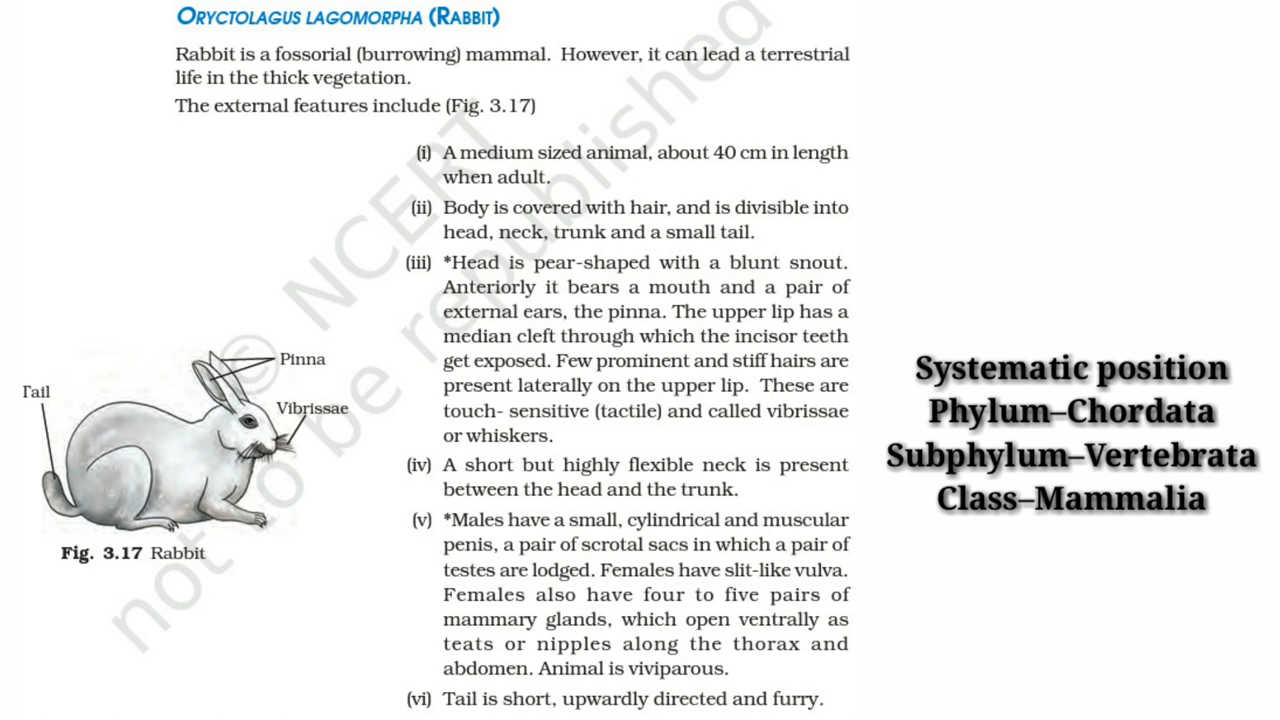 ORYCTOLAGUS LAGOMORPHA (RABBIT)
Rabbit is a fossorial (burrowing) mammal. However, it can lead a terrestrial
life in the thick vegetation.
The external features include (Fig. 3.17)
(i) A medium sized animal, about 40 cm in length
when adult.
(ii) Body is covered with hair, and is divisible into
head, neck, trunk and a small tail.
(iii) *Head is pear-shaped with a blunt snout.
Anteriorly it bears a mouth and a pair of
external ears, the pinna. The upper lip has a
median cleft through which the incisor teeth
get exposed. Few prominent and stiff hairs are
present laterally on the upper lip. These are
touch- sensitive (tactile) and called vibrissae
or whiskers.
(iv) A short but highly flexible neck is present
between the head and the trunk.
(v) *Males have a small, cylindrical and muscular
penis, a pair of scrotal sacs in which a pair of
testes are lodged. Females have slit-like vulva.
Females also have four to five pairs of
mammary glands, which open ventrally as
teats or nipples along the thorax and
abdomen. Animal is viviparous.
(vi) Tail is short, upwardly directed and furry.
Pinna
Tail
Vibrissae
Fig. 3.17 Rabbit
Systematic position
Phylum–Chordata
Subphylum–Vertebrata
Class–Mammalia
© NCERT
not to be republished